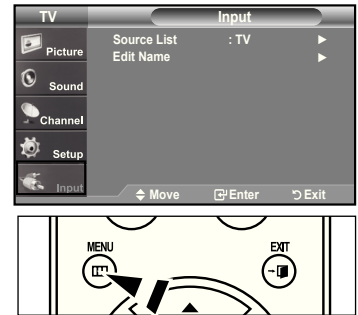 TV Input
Picture
Source List : TV
Edit Name
Sound
Channel
Setup
Input
Move Enter Exit
MENU EXIT